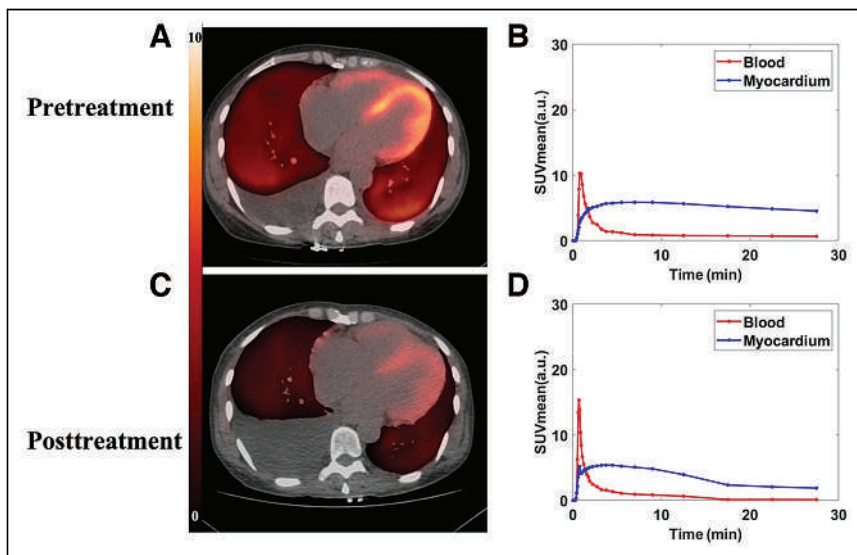 A
10
Pretreatment
0
B
30
20
10
0
SUVmean(a.u.)
Blood
Myocardium
0
10
20
30
Time (min)
C
Posttreatment
D
30
20
10
0
SUVmean(a.u.)
Blood
Myocardium
0
10
20
30
Time (min)